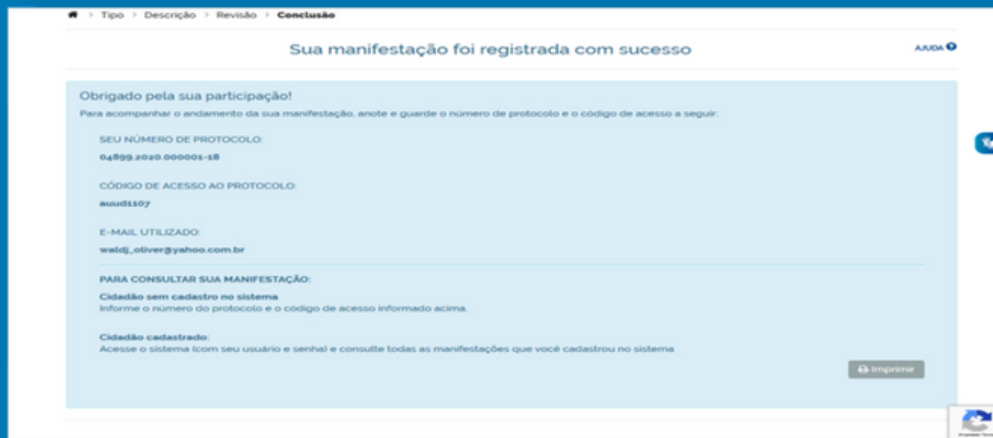 > Tipo > Descrição > Revisão > Conclusão
Sua manifestação foi registrada com sucesso
AJUDA
Obrigado pela sua participação!
Para acompanhar o andamento da sua manifestação, anote e guarde o número de protocolo e o código de acesso a seguir:
SEU NÚMERO DE PROTOCOLO:
04899.2020.000001-18
CÓDIGO DE ACESSO AO PROTOCOLO:
auud1107
E-MAIL UTILIZADO:
waldj_oliver@yahoo.com.br
PARA CONSULTAR SUA MANIFESTAÇÃO:
Cidadão sem cadastro no sistema
Informe o número do protocolo e o código de acesso informado acima.
Cidadão cadastrado:
Acesse o sistema (com seu usuário e senha) e consulte todas as manifestações que você cadastrou no sistema
Imprimir